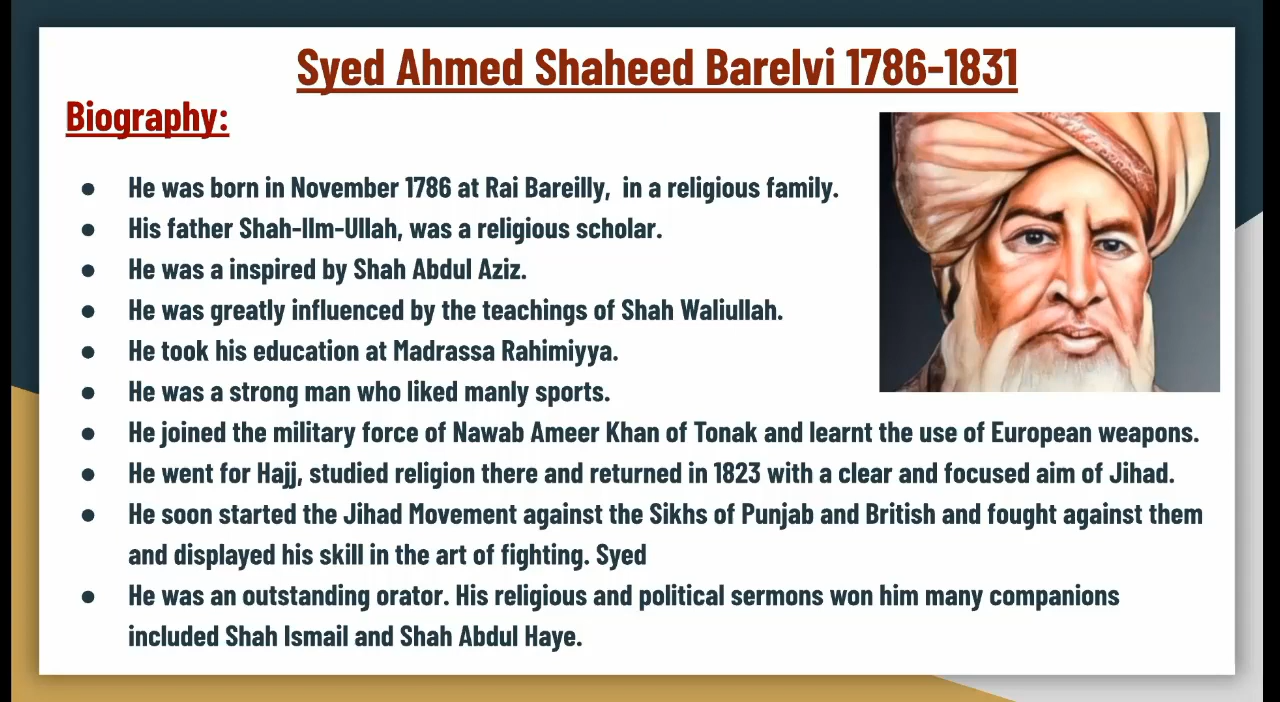 Syed Ahmed Shaheed Barelvi 1786-1831
Biography:
● He was born in November 1786 at Rai Bareilly, in a religious family.
● His father Shah-Ilm-Ullah, was a religious scholar.
● He was a inspired by Shah Abdul Aziz.
● He was greatly influenced by the teachings of Shah Waliullah.
● He took his education at Madrassa Rahimiyya.
● He was a strong man who liked manly sports.
● He joined the military force of Nawab Ameer Khan of Tonak and learnt the use of European weapons.
● He went for Hajj, studied religion there and returned in 1823 with a clear and focused aim of Jihad.
● He soon started the Jihad Movement against the Sikhs of Punjab and British and fought against them
and displayed his skill in the art of fighting. Syed
● He was an outstanding orator. His religious and political sermons won him many companions
included Shah Ismail and Shah Abdul Haye.